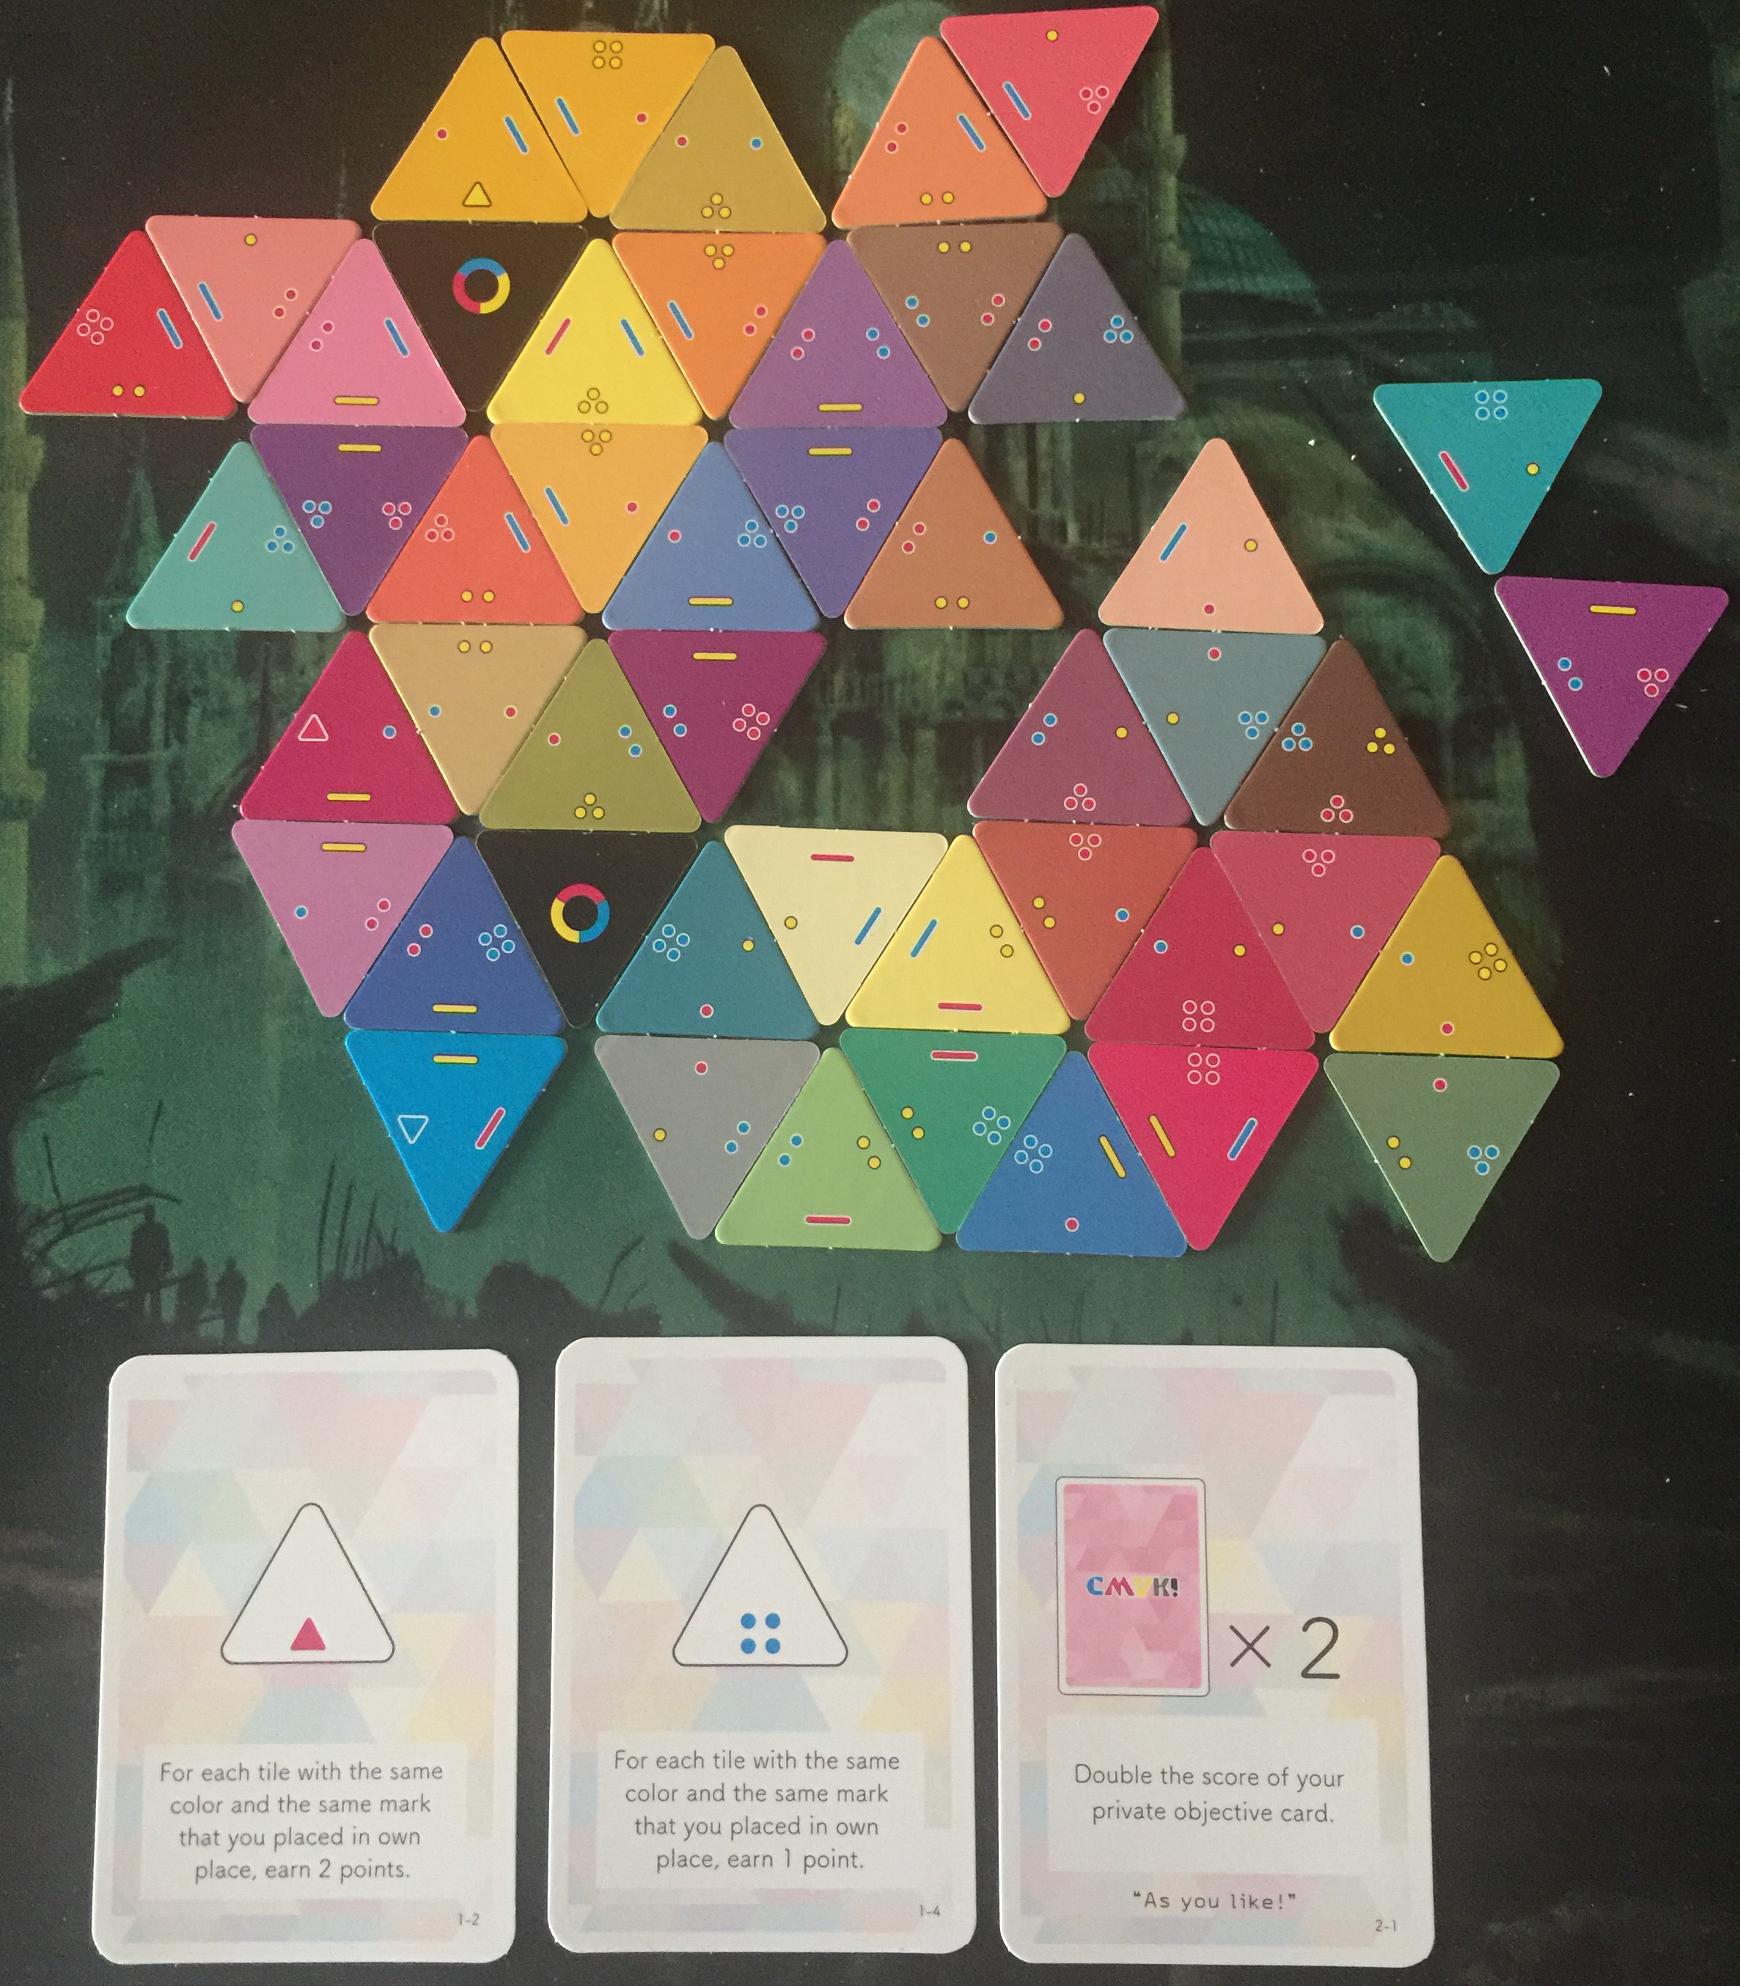 For each tile with the same
color and the same mark
that you placed in own
place, earn 2 points.
1-2
For each tile with the same
color and the same mark
that you placed in own
place, earn 1 point.
1-4
CMYK!
× 2
Double the score of your
private objective card.
"As you like!"
2-1